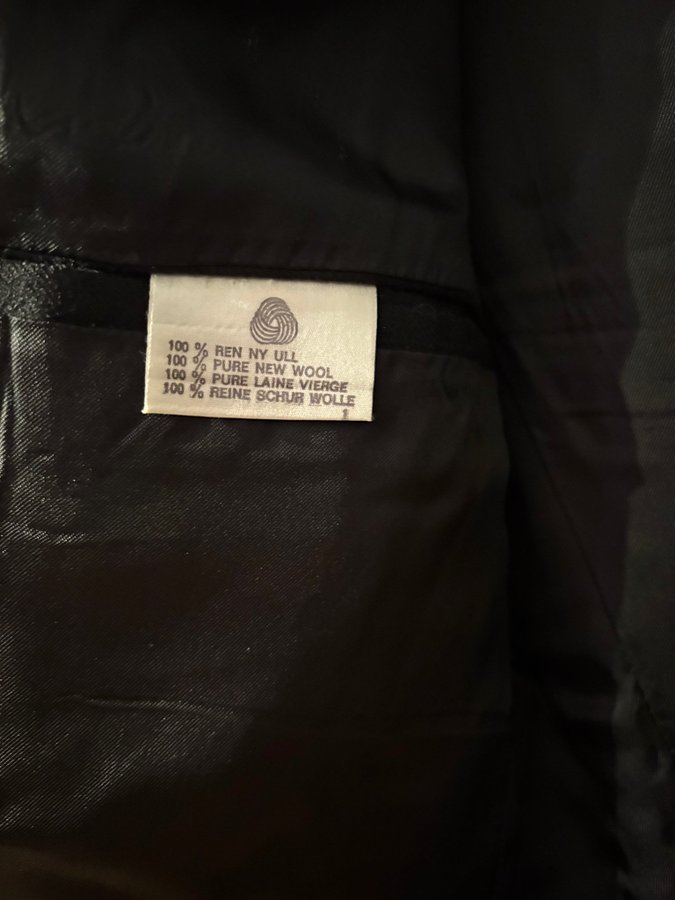 100 % REN NY ULL
100 % PURE NEW WOOL
100 % PURE LAINE VIERGE
100 % REINE SCHUR WOLLE
1